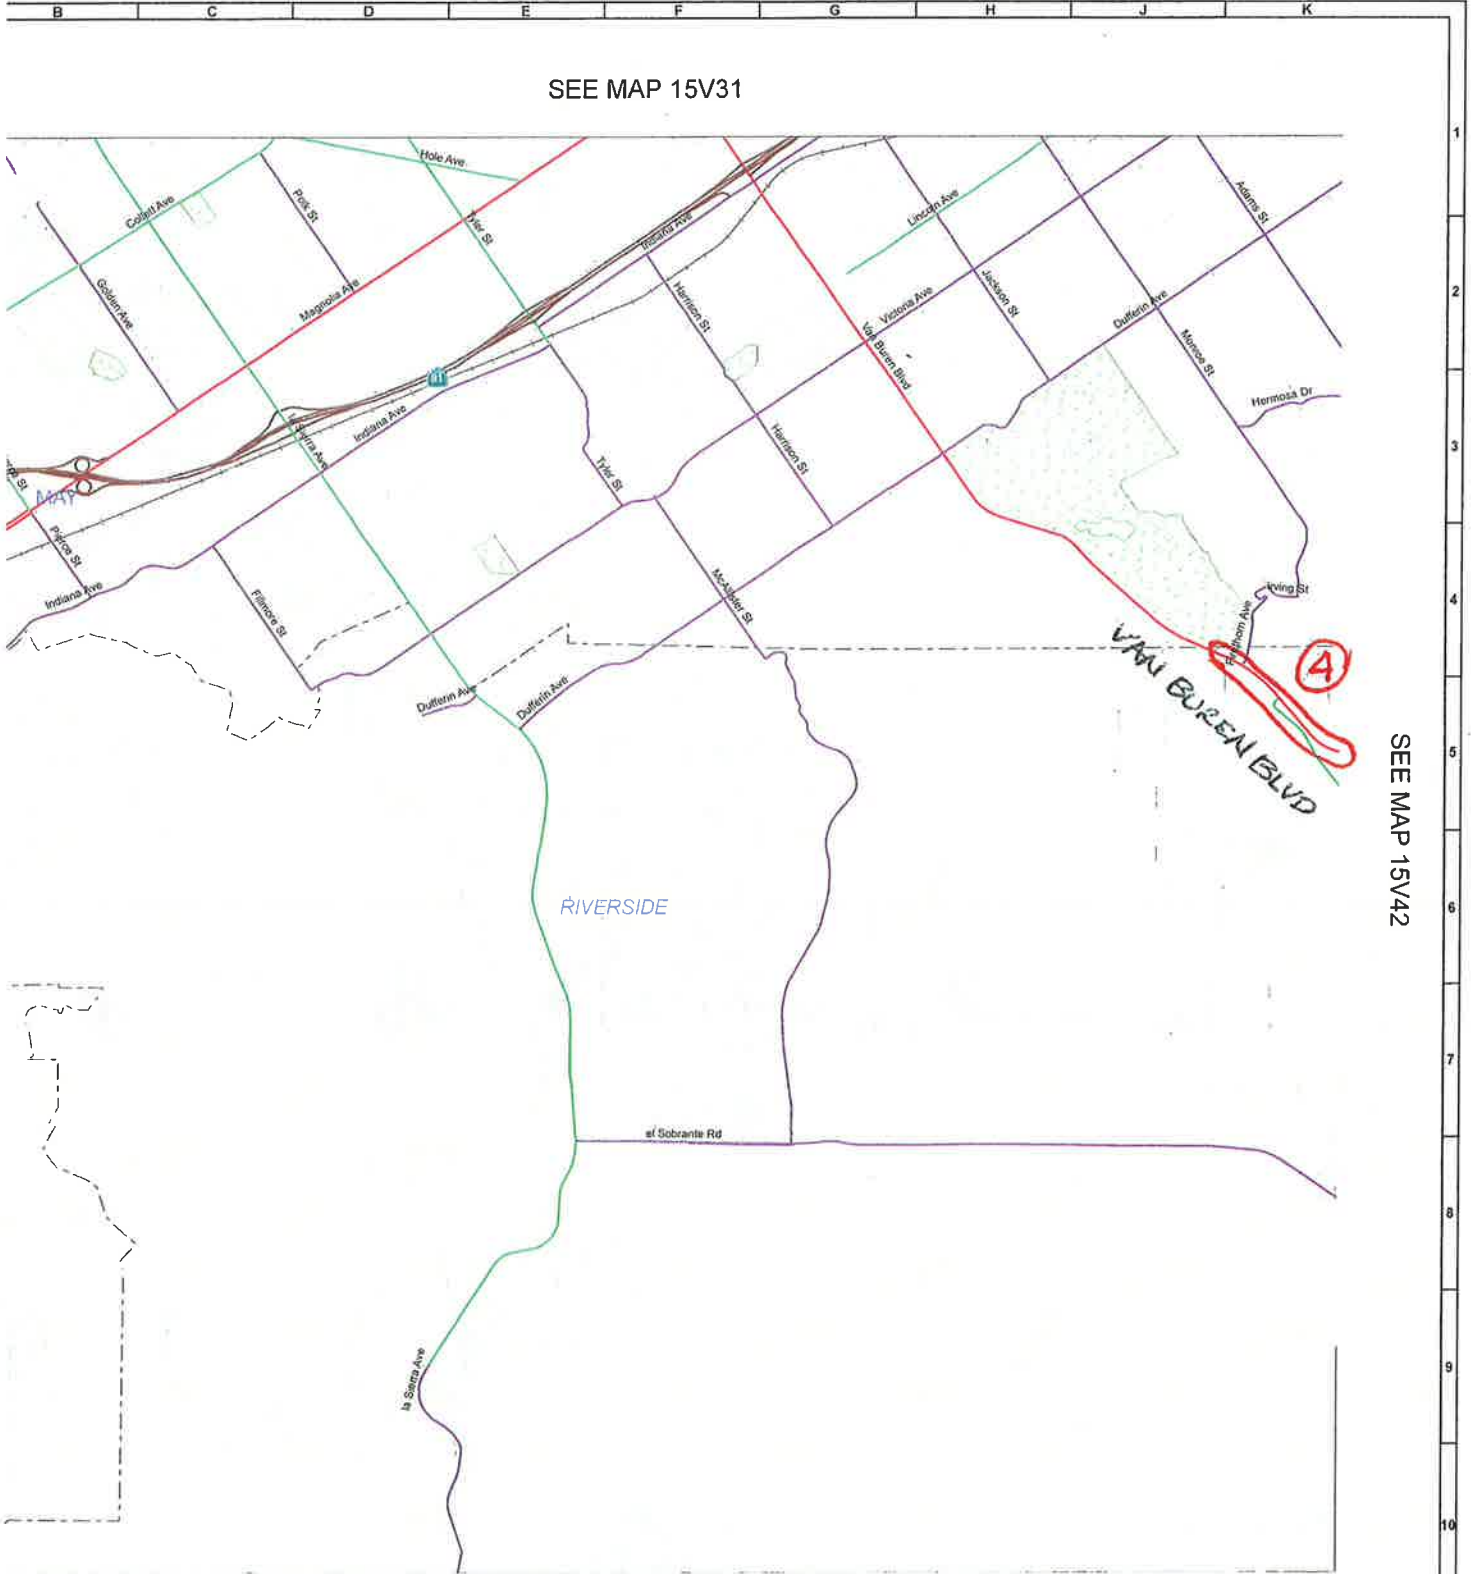 B C D E F G H J K
SEE MAP 15V31
1
Hole Ave
Collett Ave
Polk St
Tyler St
Indiana Ave
Lincoln Ave
Adams St
Golden Ave
Magnolia Ave
Harrison St
Victoria Ave
Jackson St
Dufferin Ave
2
Van Buren Blvd
Monroe St
Hermosa Dr
la Sierra Ave
Indiana Ave
Tyler St
Harrison St
3
MAP
Pierce St
Indiana Ave
Fillmore St
McAllister St
Irving St
4
VAN BUREN BLVD
A
Dufferin Ave
Dufferin Ave
5
SEE MAP 15V42
RIVERSIDE
6
7
el Sobrante Rd
8
la Sierra Ave
9
10